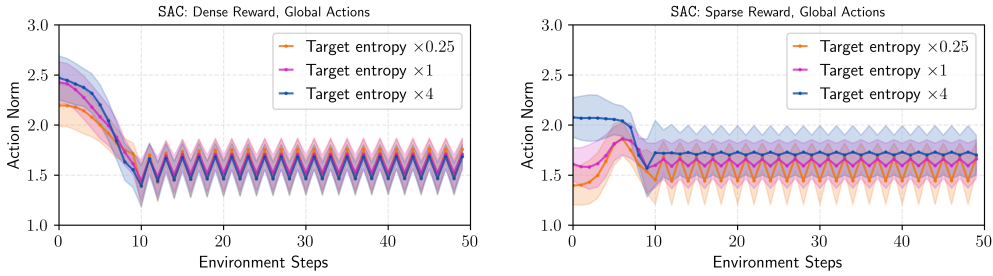 SAC: Dense Reward, Global Actions
3.0
2.5
2.0
1.5
1.0
Action Norm
0
10
20
30
40
50
Environment Steps
Target entropy ×0.25
Target entropy ×1
Target entropy ×4
SAC: Sparse Reward, Global Actions
3.0
2.5
2.0
1.5
1.0
Action Norm
0
10
20
30
40
50
Environment Steps
Target entropy ×0.25
Target entropy ×1
Target entropy ×4